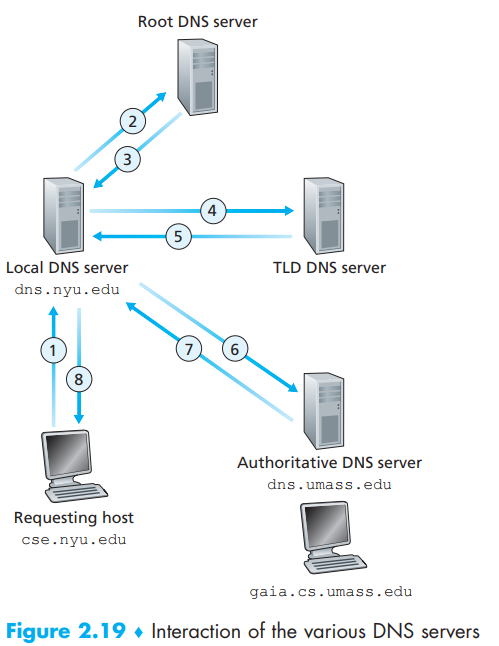 Root DNS server
2
3
4
5
Local DNS server
dns.nyu.edu
TLD DNS server
1
8
7
6
Authoritative DNS server
dns.umass.edu
Requesting host
cse.nyu.edu
gaia.cs.umass.edu
Figure 2.19 ♦ Interaction of the various DNS servers